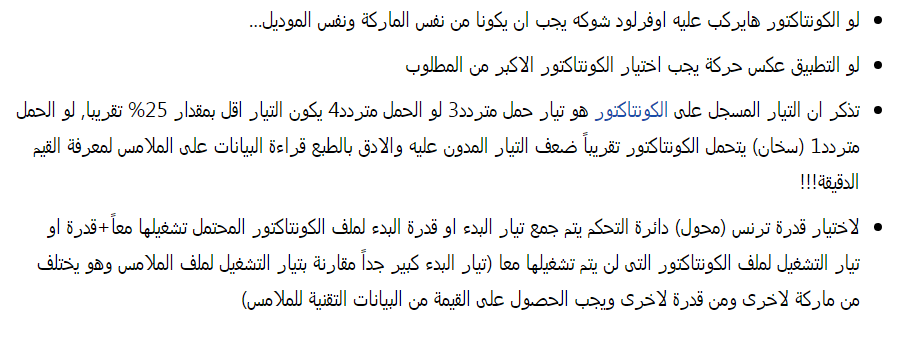 لو الكونتاكتور هايركب عليه اوفرلود شوكه يجب ان يكونا من نفس الماركة ونفس الموديل...
لو التطبيق عكس حركة يجب اختيار الكونتاكتور الاكبر من المطلوب
تذكر ان التيار المسجل على الكونتاكتور هو تيار حمل متردد3 لو الحمل متردد4 يكون التيار اقل بمقدار 25% تقريبا, لو الحمل
متردد1 (سخان) يتحمل الكونتاكتور تقريباً ضعف التيار المدون عليه والادق بالطبع قراءة البيانات على الملامس لمعرفة القيم
الدقيقة!!!
لاختيار قدرة ترنس (محول) دائرة التحكم يتم جمع تيار البدء او قدرة البدء لملف الكونتاكتور المحتمل تشغيلها معاً+قدرة او
تيار التشغيل لملف الكونتاكتور التى لن يتم تشغيلها معا (تيار البدء كبير جداً مقارنة بتيار التشغيل لملف الملامس وهو يختلف
من ماركة لاخرى ومن قدرة لاخرى ويجب الحصول على القيمة من البيانات التقنية للملامس)